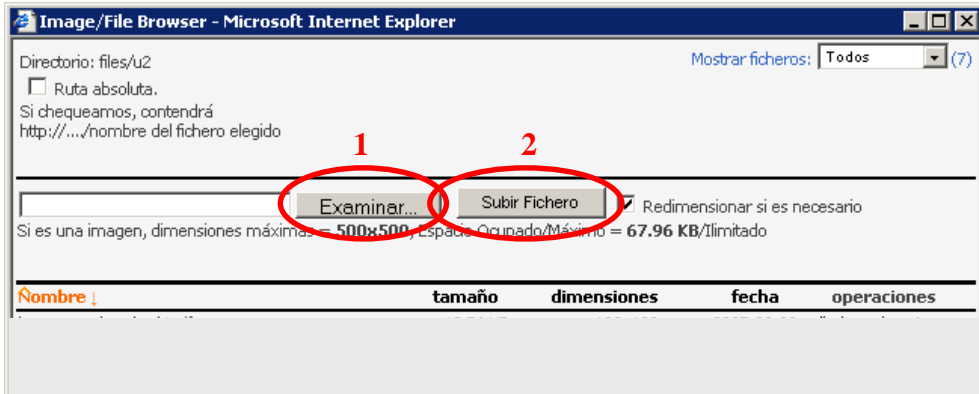 Image/File Browser - Microsoft Internet Explorer
Directorio: files/u2
Mostrar ficheros: Todos (7)
Ruta absoluta.
Si chequeamos, contendrá
http://..../nombre del fichero elegido
1 2
Examinar... Subir Fichero Redimensionar si es necesario
Si es una imagen, dimensiones máximas = 500x500, Espacio Ocupado/Máximo = 67.96 KB/Ilimitado
Nombre ↓ tamaño dimensiones fecha operaciones